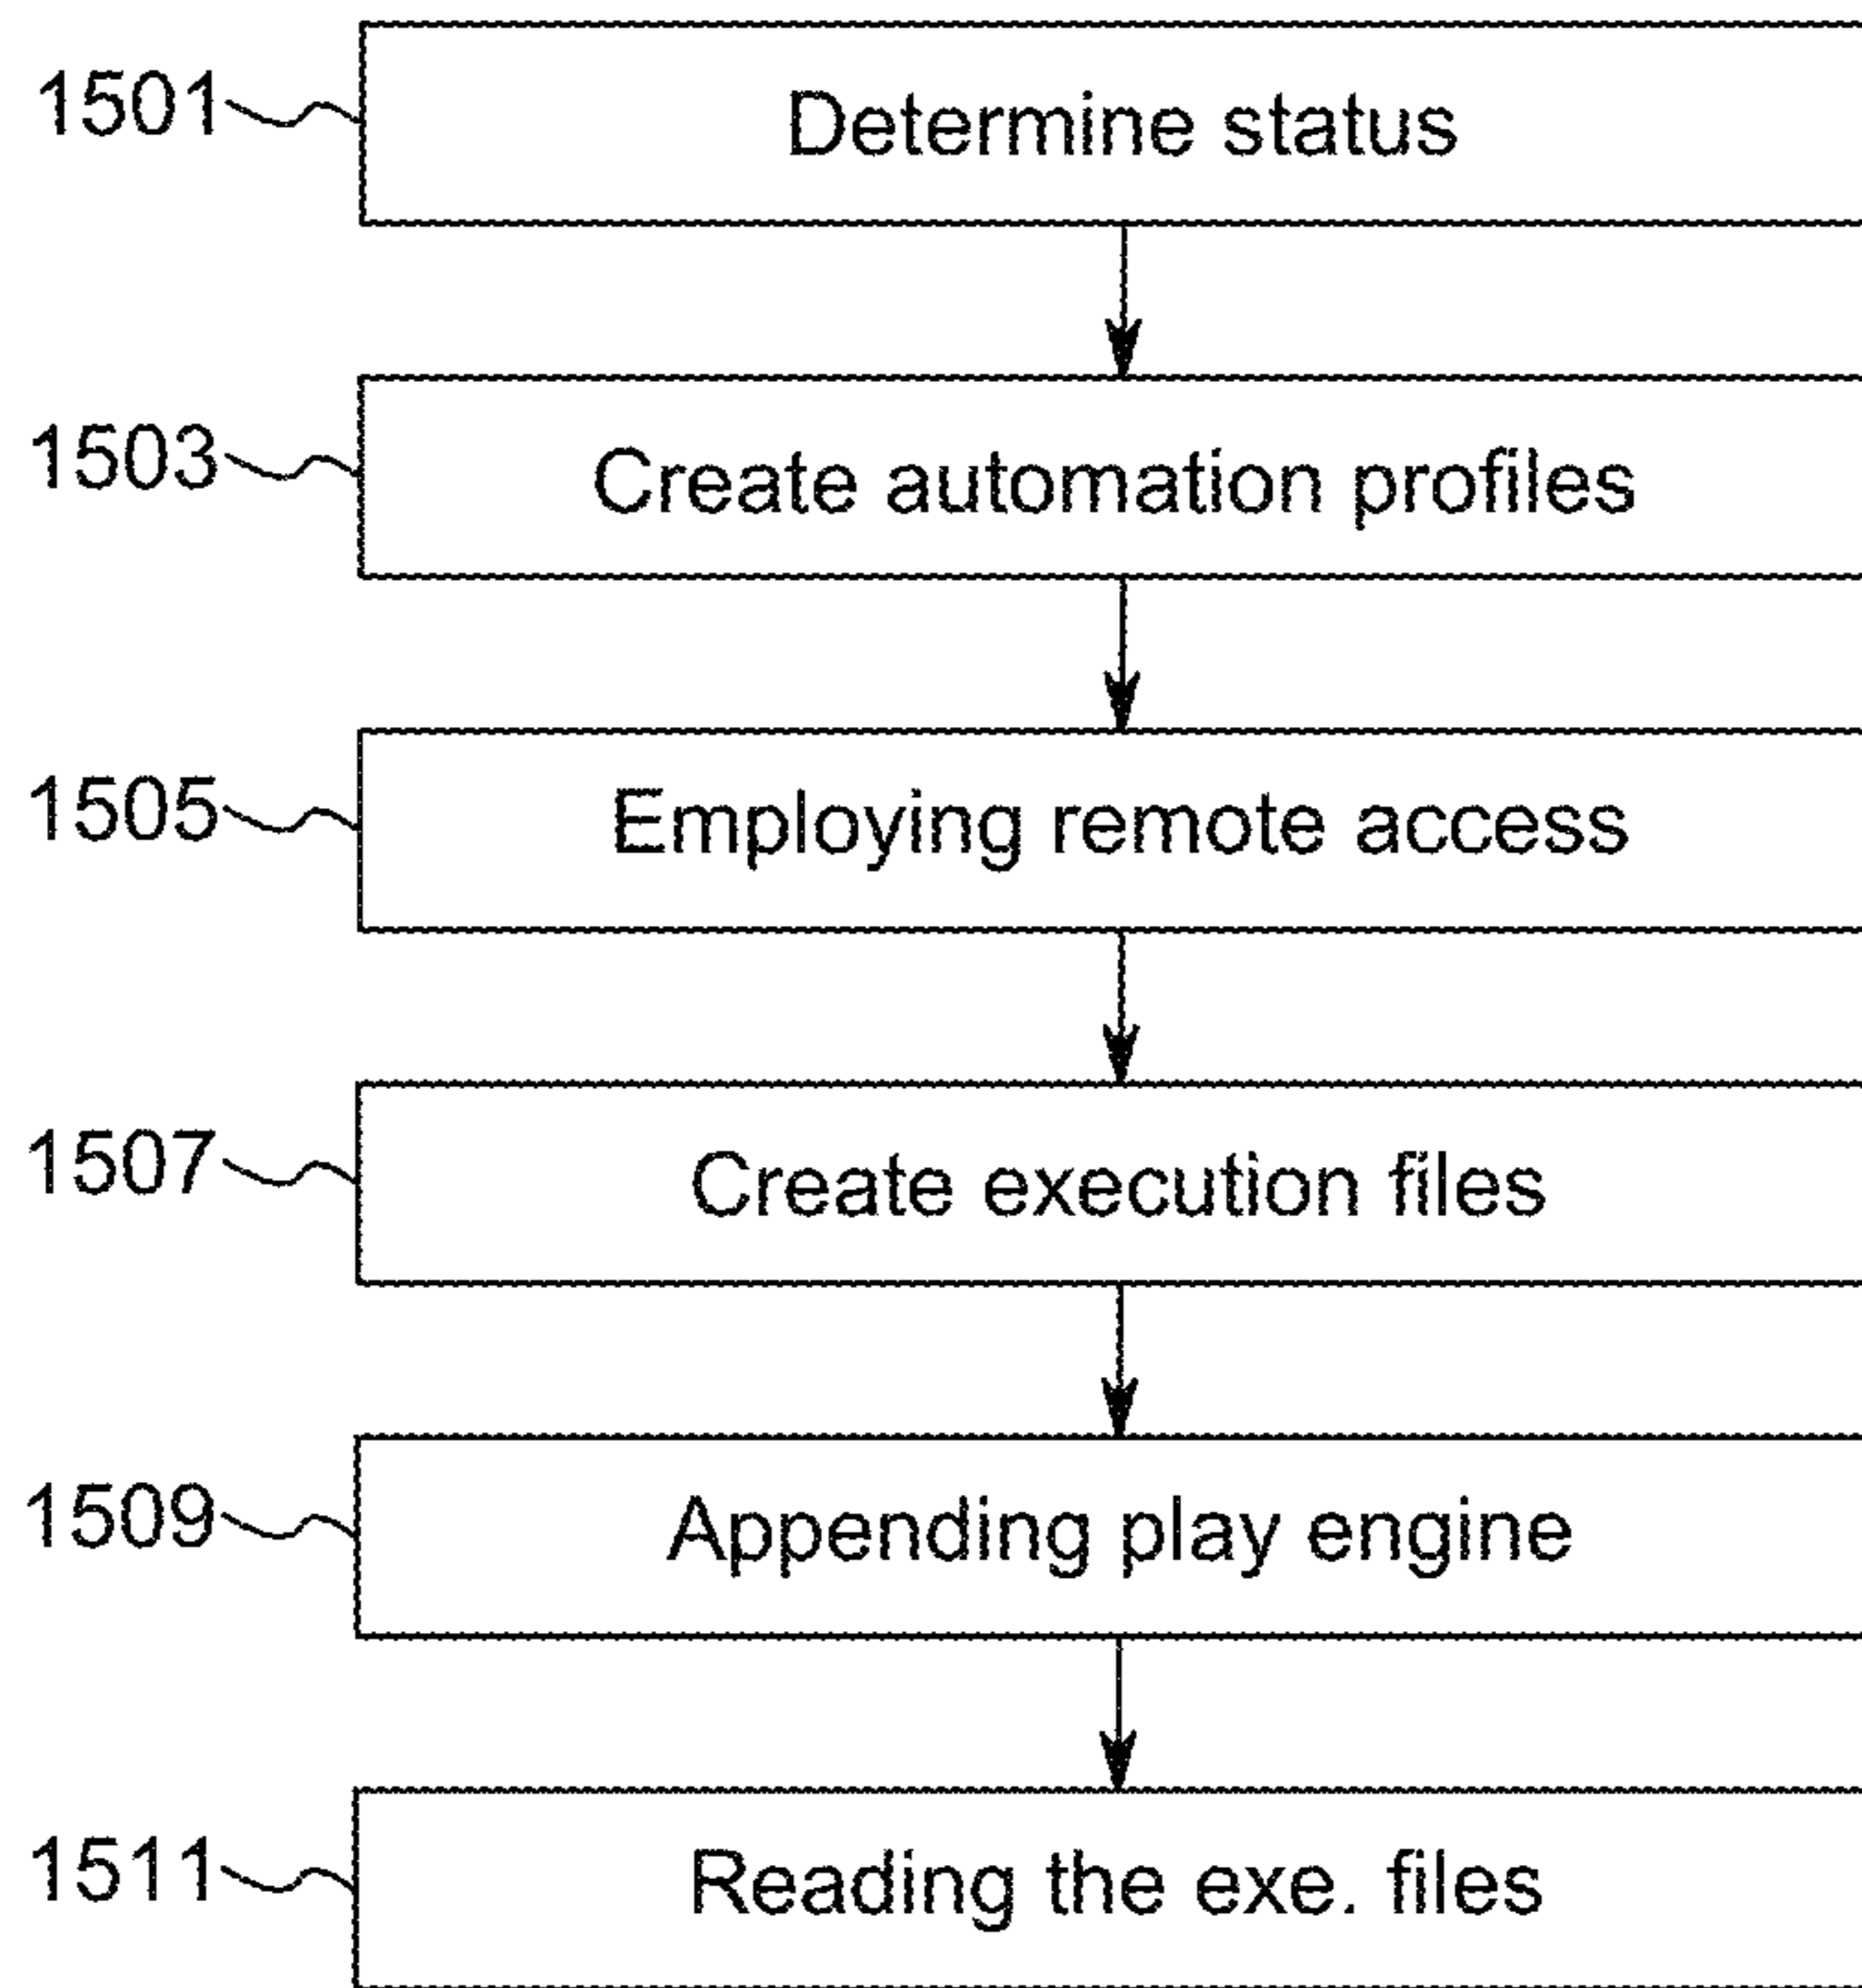 1501 Determine status
1503 Create automation profiles
1505 Employing remote access
1507 Create execution files
1509 Appending play engine
1511 Reading the exe. files